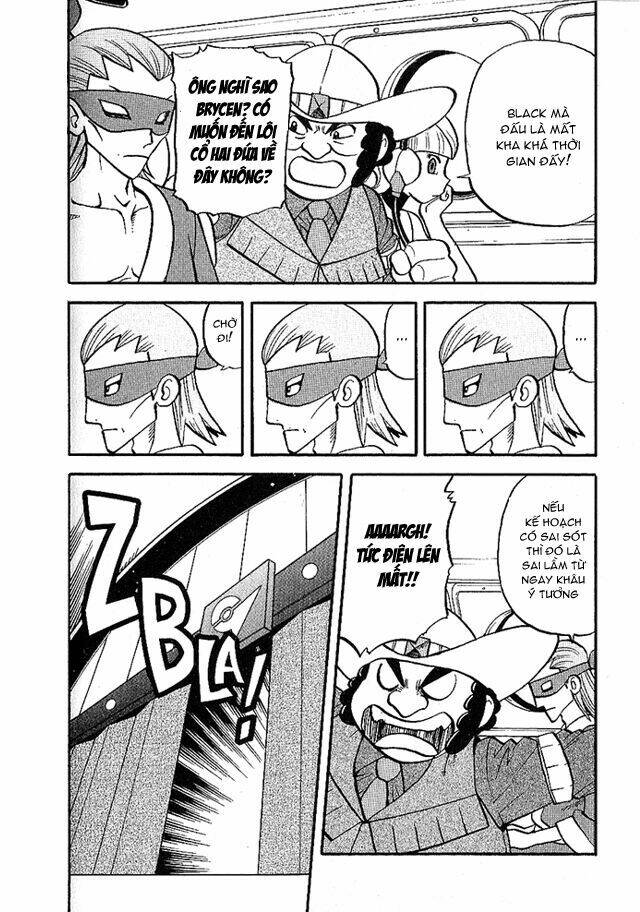 BLACK MÀ
ĐẤU LÀ MẤT
KHA KHÁ THỜI
GIAN ĐẤY!
ÔNG NGHĨ SAO
BRYCEN? CÓ
MUỐN ĐẾN LÔI
CỔ HAI ĐỨA VỀ
ĐÂY KHÔNG?
...
...
CHỜ
ĐI!
NẾU
KẾ HOẠCH
CÓ SAI SÓT
THÌ ĐÓ LÀ
SAI LẦM TỪ
NGAY KHÂU
Ý TƯỞNG
AAAARGH!
TỨC ĐIÊN LÊN
MẤT!!
Z
BLA!